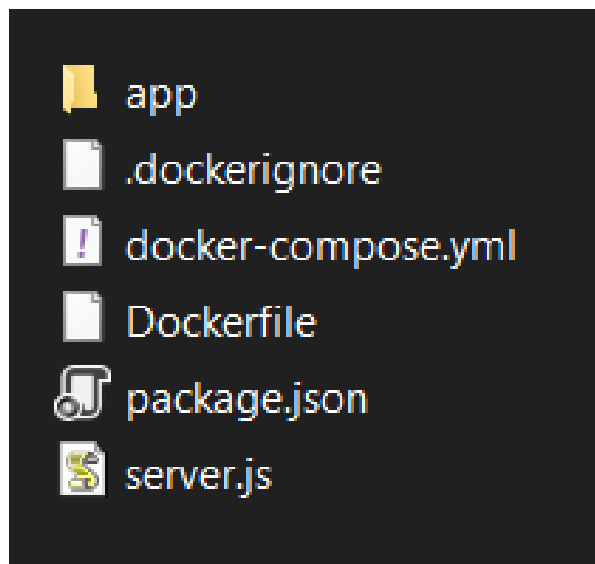 app
.dockerignore
docker-compose.yml
Dockerfile
package.json
server.js